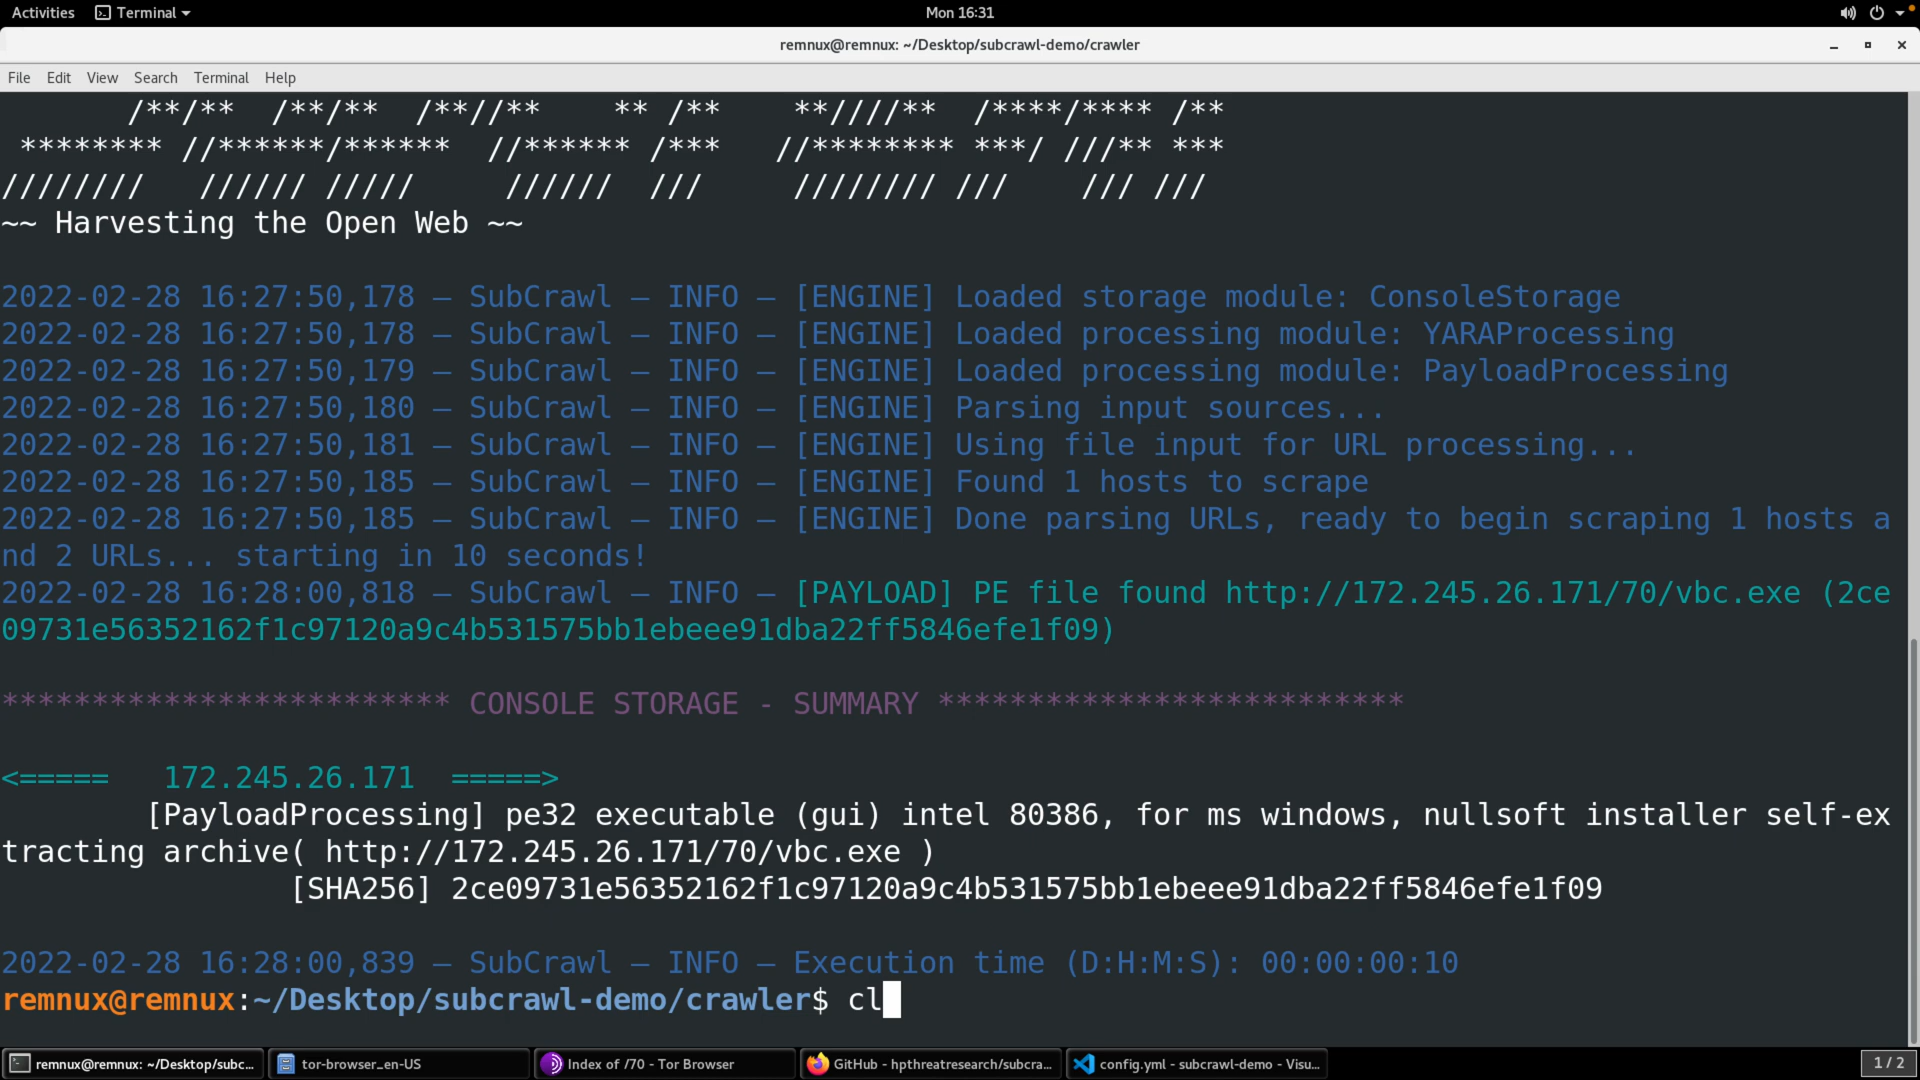 Activities Terminal Mon 16:31
remnux@remnux: ~/Desktop/subcrawl-demo/crawler
File Edit View Search Terminal Help
/**/** /**/** /**//** ** /** **////** /****/**** /**
******** //******/****** //****** /*** //******** ***/ ///** ***
//////// ////// ///// ////// /// //////// /// /// ///
~~ Harvesting the Open Web ~~
2022-02-28 16:27:50,178 – SubCrawl – INFO – [ENGINE] Loaded storage module: ConsoleStorage
2022-02-28 16:27:50,178 – SubCrawl – INFO – [ENGINE] Loaded processing module: YARAProcessing
2022-02-28 16:27:50,179 – SubCrawl – INFO – [ENGINE] Loaded processing module: PayloadProcessing
2022-02-28 16:27:50,180 – SubCrawl – INFO – [ENGINE] Parsing input sources...
2022-02-28 16:27:50,181 – SubCrawl – INFO – [ENGINE] Using file input for URL processing...
2022-02-28 16:27:50,185 – SubCrawl – INFO – [ENGINE] Found 1 hosts to scrape
2022-02-28 16:27:50,185 – SubCrawl – INFO – [ENGINE] Done parsing URLs, ready to begin scraping 1 hosts a
nd 2 URLs... starting in 10 seconds!
2022-02-28 16:28:00,818 – SubCrawl – INFO – [PAYLOAD] PE file found http://172.245.26.171/70/vbc.exe (2ce
09731e56352162f1c97120a9c4b531575bb1ebeee91dba22ff5846efe1f09)
************************* CONSOLE STORAGE - SUMMARY **************************
<===== 172.245.26.171 =====>
[PayloadProcessing] pe32 executable (gui) intel 80386, for ms windows, nullsoft installer self-ex
tracting archive( http://172.245.26.171/70/vbc.exe )
[SHA256] 2ce09731e56352162f1c97120a9c4b531575bb1ebeee91dba22ff5846efe1f09
2022-02-28 16:28:00,839 – SubCrawl – INFO – Execution time (D:H:M:S): 00:00:00:10
remnux@remnux:~/Desktop/subcrawl-demo/crawler$ cl
remnux@remnux: ~/Desktop/subc... tor-browser_en-US Index of /70 - Tor Browser GitHub - hpthreatresearch/subcra... config.yml - subcrawl-demo - Visu... 1 / 2